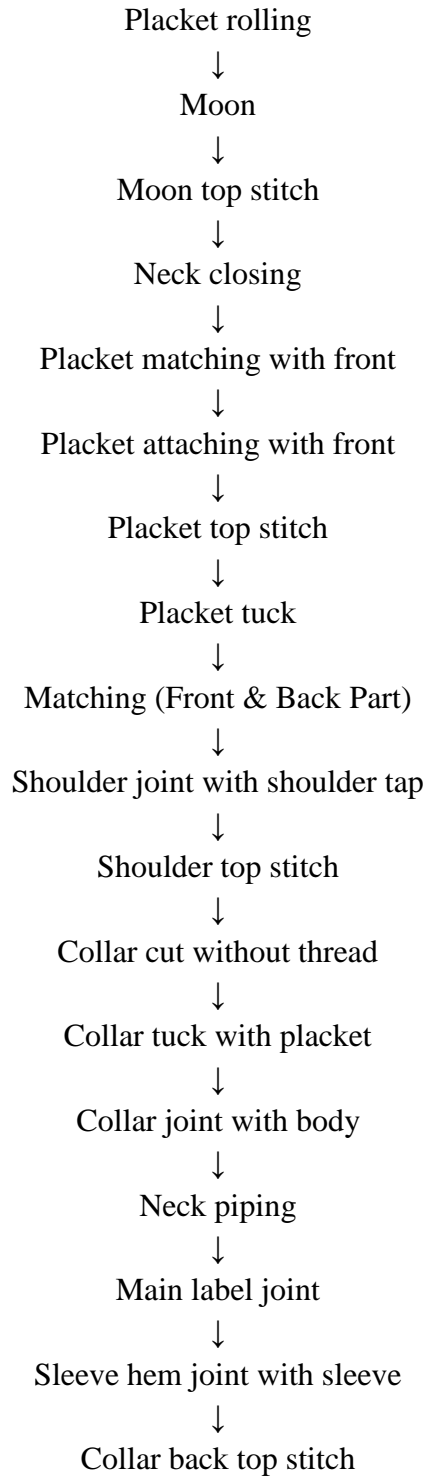 Placket rolling
↓
Moon
↓
Moon top stitch
↓
Neck closing
↓
Placket matching with front
↓
Placket attaching with front
↓
Placket top stitch
↓
Placket tuck
↓
Matching (Front & Back Part)
↓
Shoulder joint with shoulder tap
↓
Shoulder top stitch
↓
Collar cut without thread
↓
Collar tuck with placket
↓
Collar joint with body
↓
Neck piping
↓
Main label joint
↓
Sleeve hem joint with sleeve
↓
Collar back top stitch